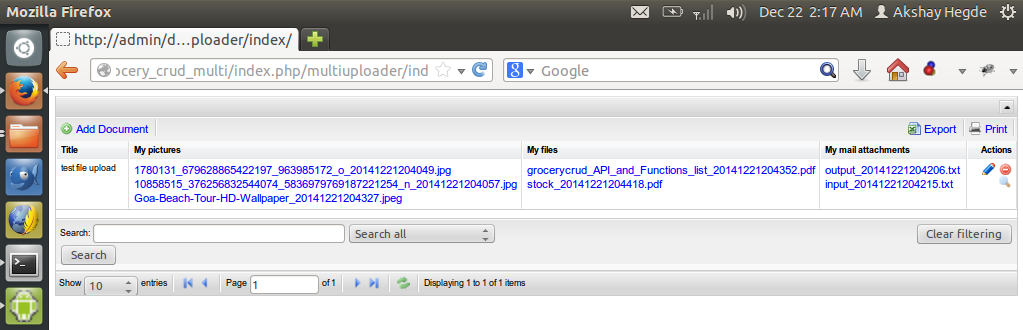 Mozilla Firefox Dec 22 2:17 AM Akshay Hegde
http://admin/d...ploader/index/
ocery_crud_multi/index.php/multiuploader/ind Google
Add Document Export Print
Title My pictures My files My mail attachments Actions
test file upload 1780131_679628865422197_963985172_o_20141221204049.jpg grocerycrud_API_and_Functions_list_20141221204352.pdf output_20141221204206.txt
10858515_376256832544074_5836979769187221254_n_20141221204057.jpg stock_20141221204418.pdf input_20141221204215.txt
Goa-Beach-Tour-HD-Wallpaper_20141221204327.jpeg
Search: Search all Clear filtering
Search
Show 10 entries Page 1 of 1 Displaying 1 to 1 of 1 items